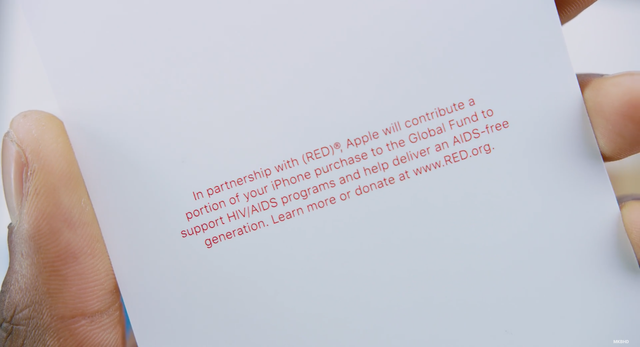 In partnership with (RED)®, Apple will contribute a
portion of your iPhone purchase to the Global Fund to
support HIV/AIDS programs and help deliver an AIDS-free
generation. Learn more or donate at www.RED.org.